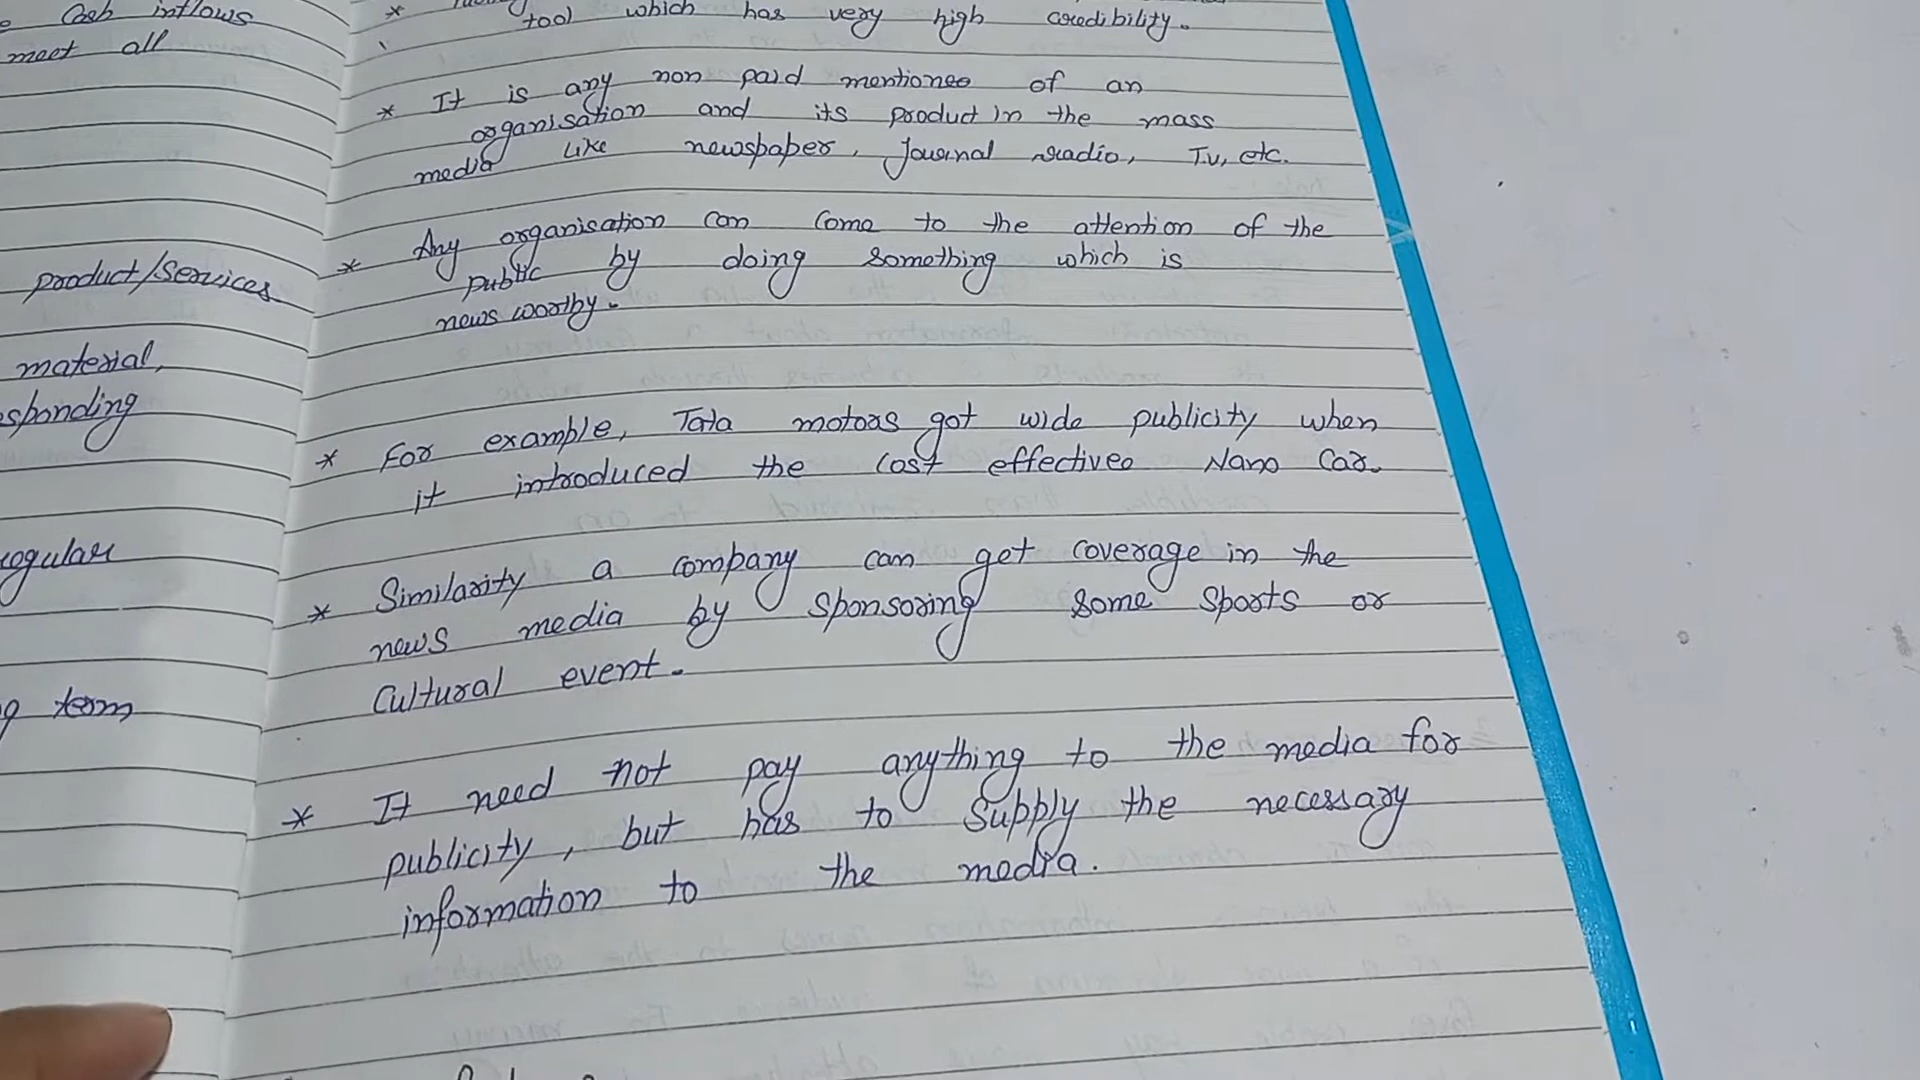 Cash inflows
meet all
product/services
material,
sponding
regular
term
*
tool which has very high credibility.
* It is any non paid mentionee of an
organisation and its product in the mass
media like newspaper, Journal radio, T.v, etc.
* Any organisation can come to the attention of the
public by doing something which is
news worthy.
* For example, Tata motors got wide publicity when
it introduced the cost effectivee Nano Car.
* Similarity a company can get coverage in the
news media by sponsoring some sports or
Cultural event.
* It need not pay anything to the media for
publicity, but has to supply the necessary
information to the media.